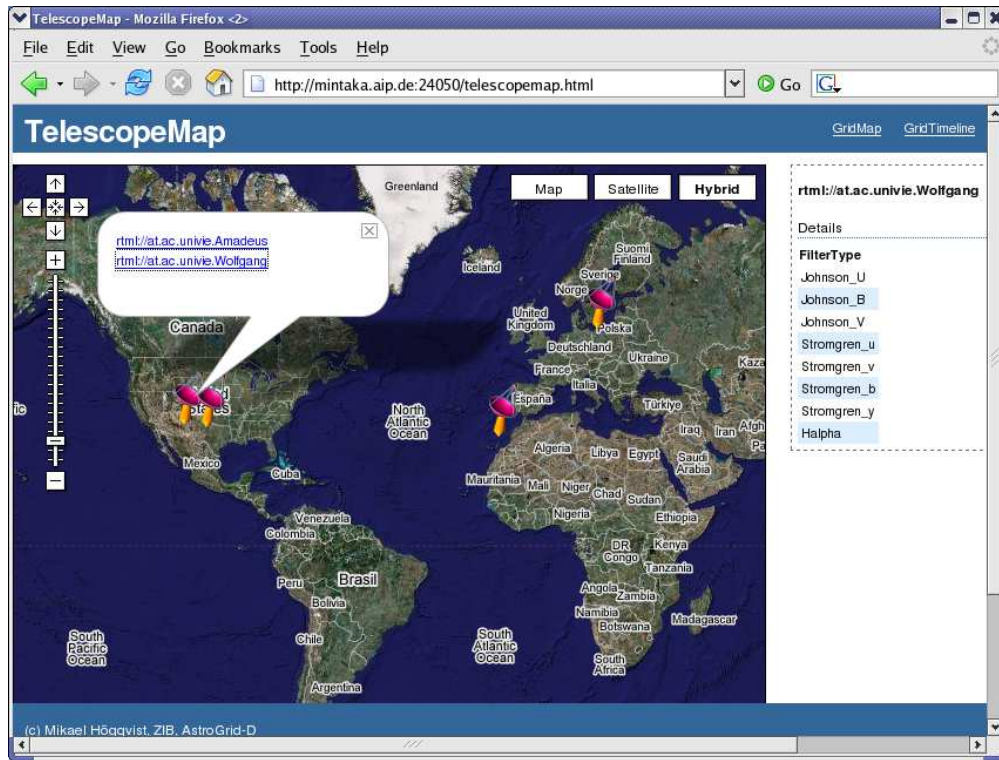 TelescopeMap - Mozilla Firefox <2>
File Edit View Go Bookmarks Tools Help
http://mintaka.aip.de:24050/telescopemap.html
Go
G
TelescopeMap
GridMap GridTimeline
Map Satellite Hybrid
rtml://at.ac.univie.Amadeus
rtml://at.ac.univie.Wolfgang
Greenland
Iceland
Suomi
Finland
Sverige
Norge
United
Kingdom
Polska
Deutschland
Ukraine
France
Kaza
Italia
España
Türkiye
Canada
North
Atlantic
Ocean
Iraq
Iran
Afgh
Pa
Algeria
Libya
Egypt
Saudi
Arabia
Mexico
Cuba
Mauritania
Mali
Niger
Chad
Sudan
Nigeria
Ethiopia
Venezuela
Colombia
DR
Congo
Kenya
Tanzania
Peru
Brasil
Bolivia
Angola
Zambia
Namibia
Botswana
Madagascar
South
Pacific
Ocean
Chile
South
Atlantic
Ocean
South
Africa
Argentina
rtml://at.ac.univie.Wolfgang
Details
FilterType
Johnson_U
Johnson_B
Johnson_V
Stromgren_u
Stromgren_v
Stromgren_b
Stromgren_y
Halpha
(c) Mikael Högqvist, ZIB, AstroGrid-D